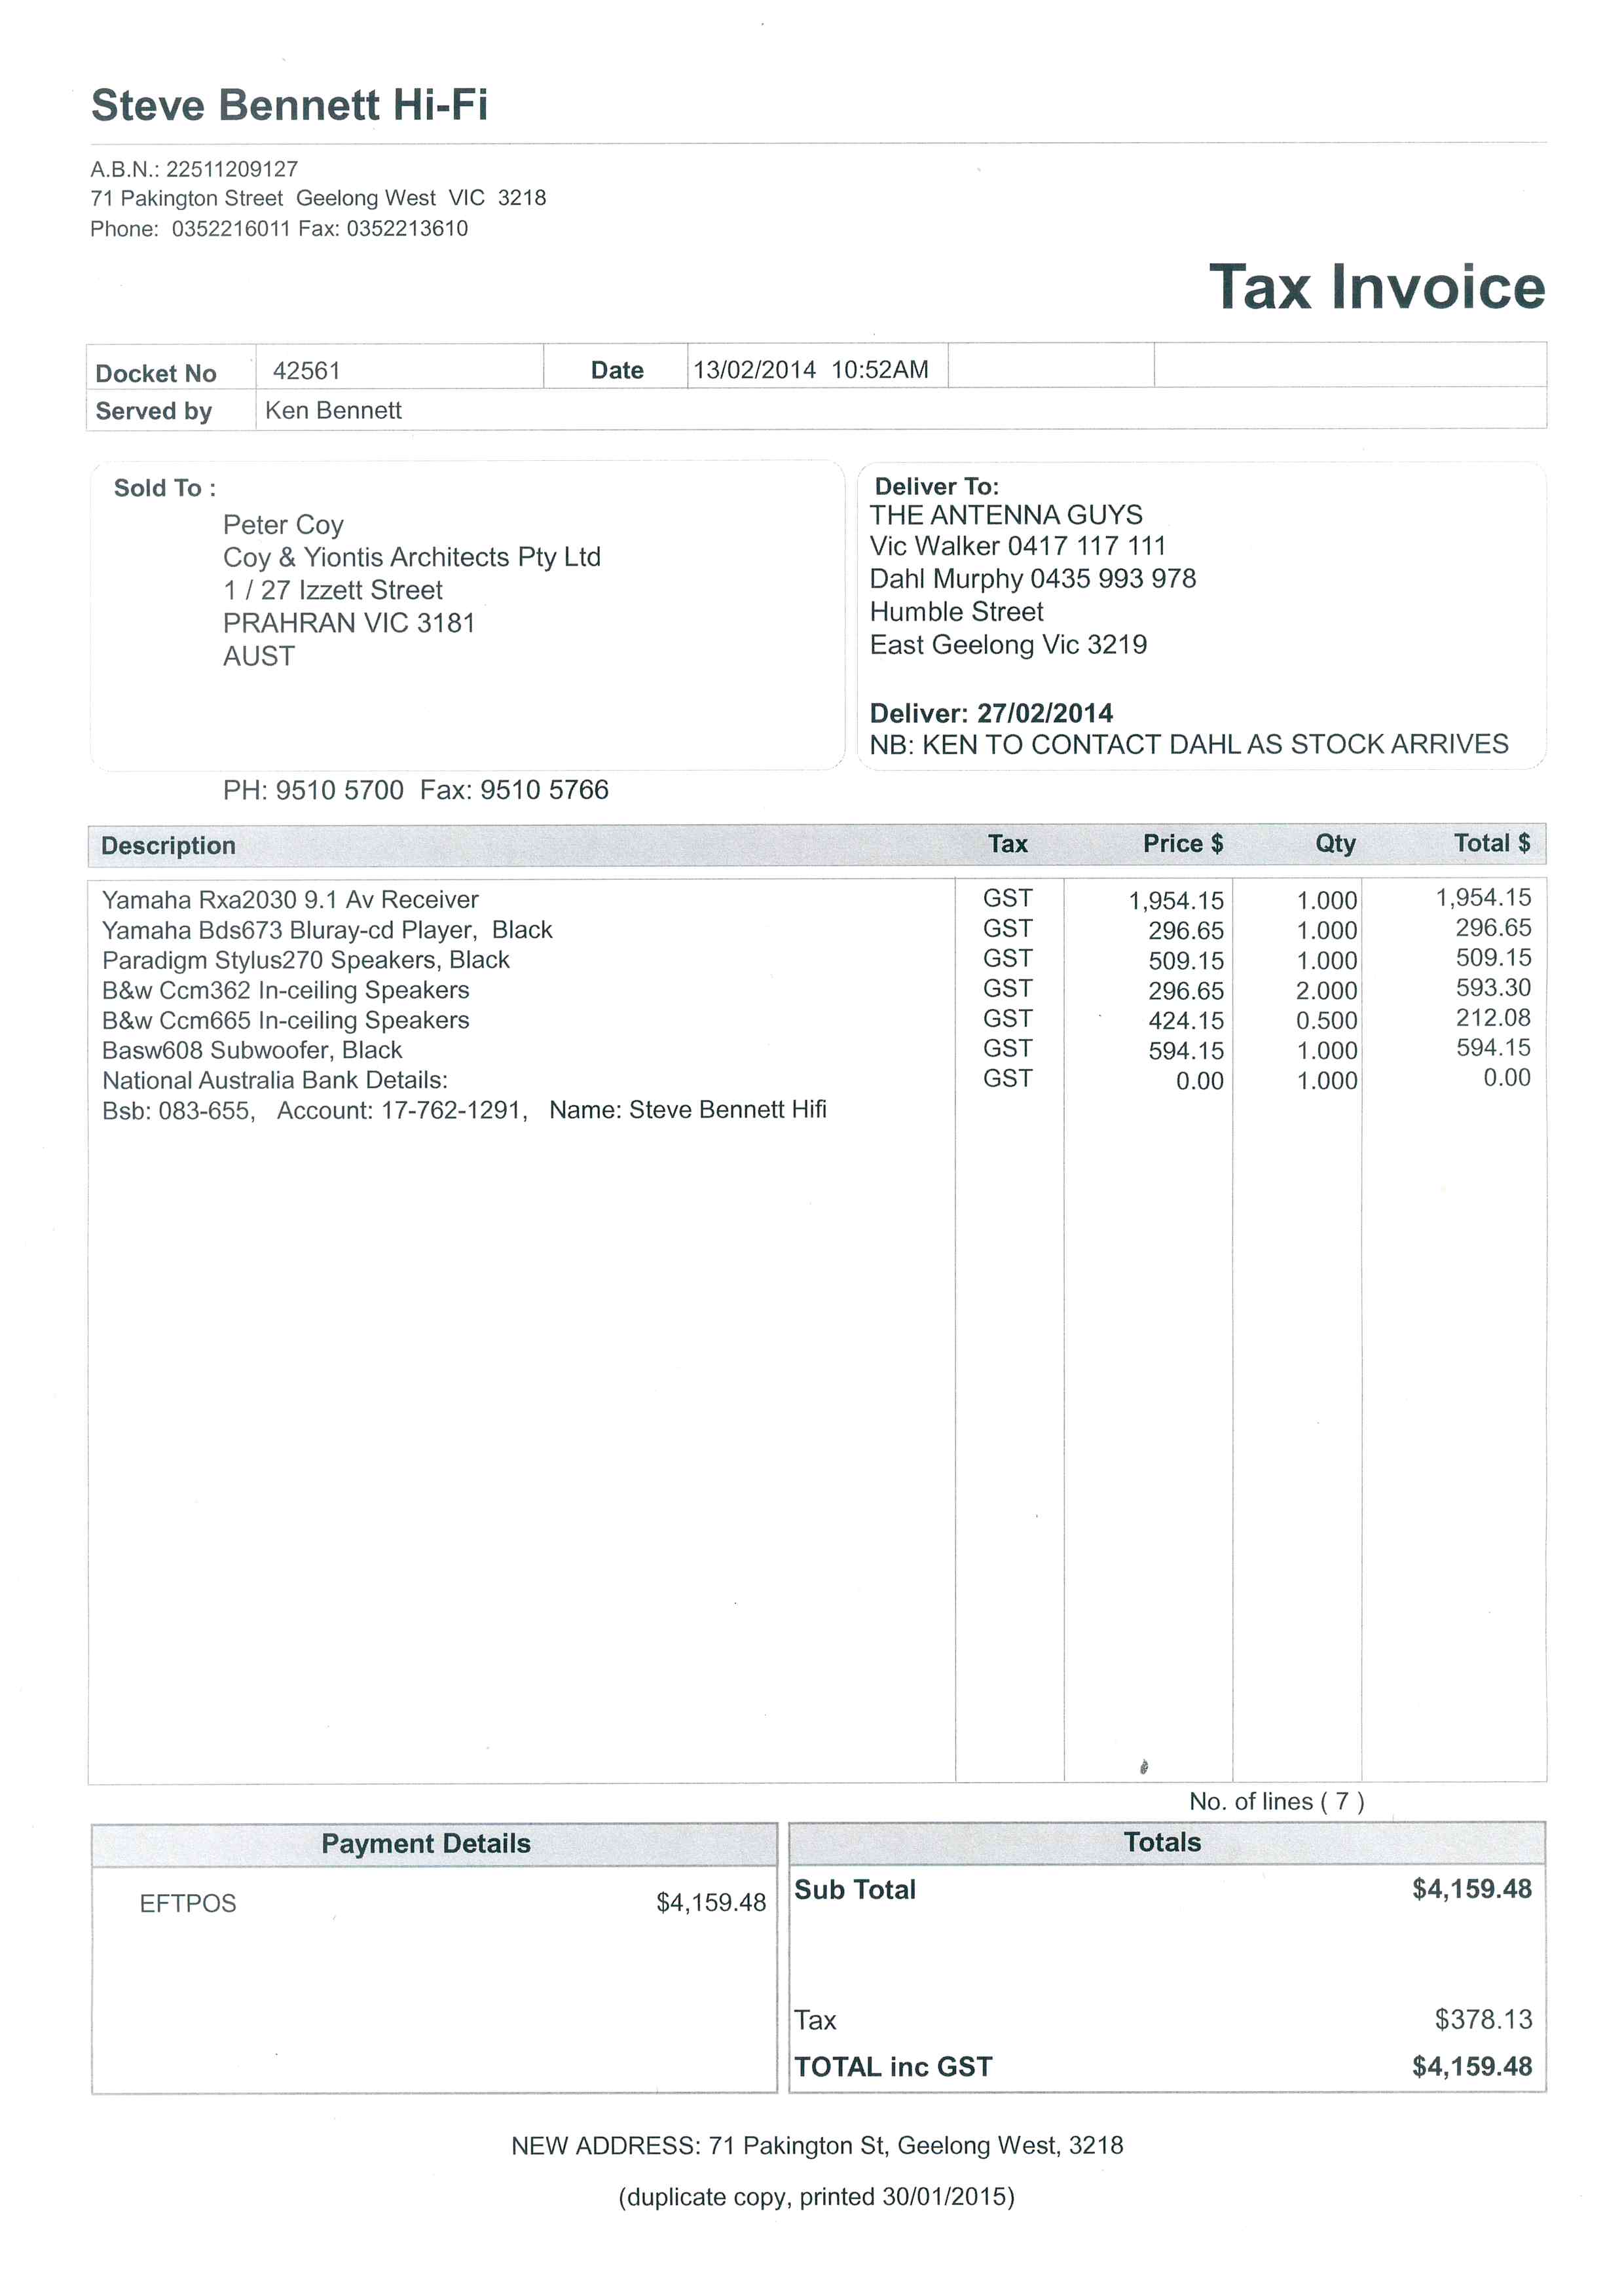 Steve Bennett Hi-Fi
A.B.N.: 22511209127
71 Pakington Street  Geelong West  VIC  3218
Phone:  0352216011 Fax: 0352213610
Tax Invoice
Docket No 42561 Date 13/02/2014  10:52AM
Served by Ken Bennett
Sold To :
Peter Coy
Coy & Yiontis Architects Pty Ltd
1 / 27 Izzett Street
PRAHRAN VIC 3181
AUST
PH: 9510 5700  Fax: 9510 5766
Deliver To:
THE ANTENNA GUYS
Vic Walker 0417 117 111
Dahl Murphy 0435 993 978
Humble Street
East Geelong Vic 3219
Deliver: 27/02/2014
NB: KEN TO CONTACT DAHL AS STOCK ARRIVES
Description Tax Price $ Qty Total $
Yamaha Rxa2030 9.1 Av Receiver GST 1,954.15 1.000 1,954.15
Yamaha Bds673 Bluray-cd Player,  Black GST 296.65 1.000 296.65
Paradigm Stylus270 Speakers, Black GST 509.15 1.000 509.15
B&w Ccm362 In-ceiling Speakers GST 296.65 2.000 593.30
B&w Ccm665 In-ceiling Speakers GST 424.15 0.500 212.08
Basw608 Subwoofer, Black GST 594.15 1.000 594.15
National Australia Bank Details: GST 0.00 1.000 0.00
Bsb: 083-655,   Account: 17-762-1291,   Name: Steve Bennett Hifi
No. of lines ( 7 )
Payment Details
EFTPOS $4,159.48
Totals
Sub Total $4,159.48
Tax $378.13
TOTAL inc GST $4,159.48
NEW ADDRESS: 71 Pakington St, Geelong West, 3218
(duplicate copy, printed 30/01/2015)